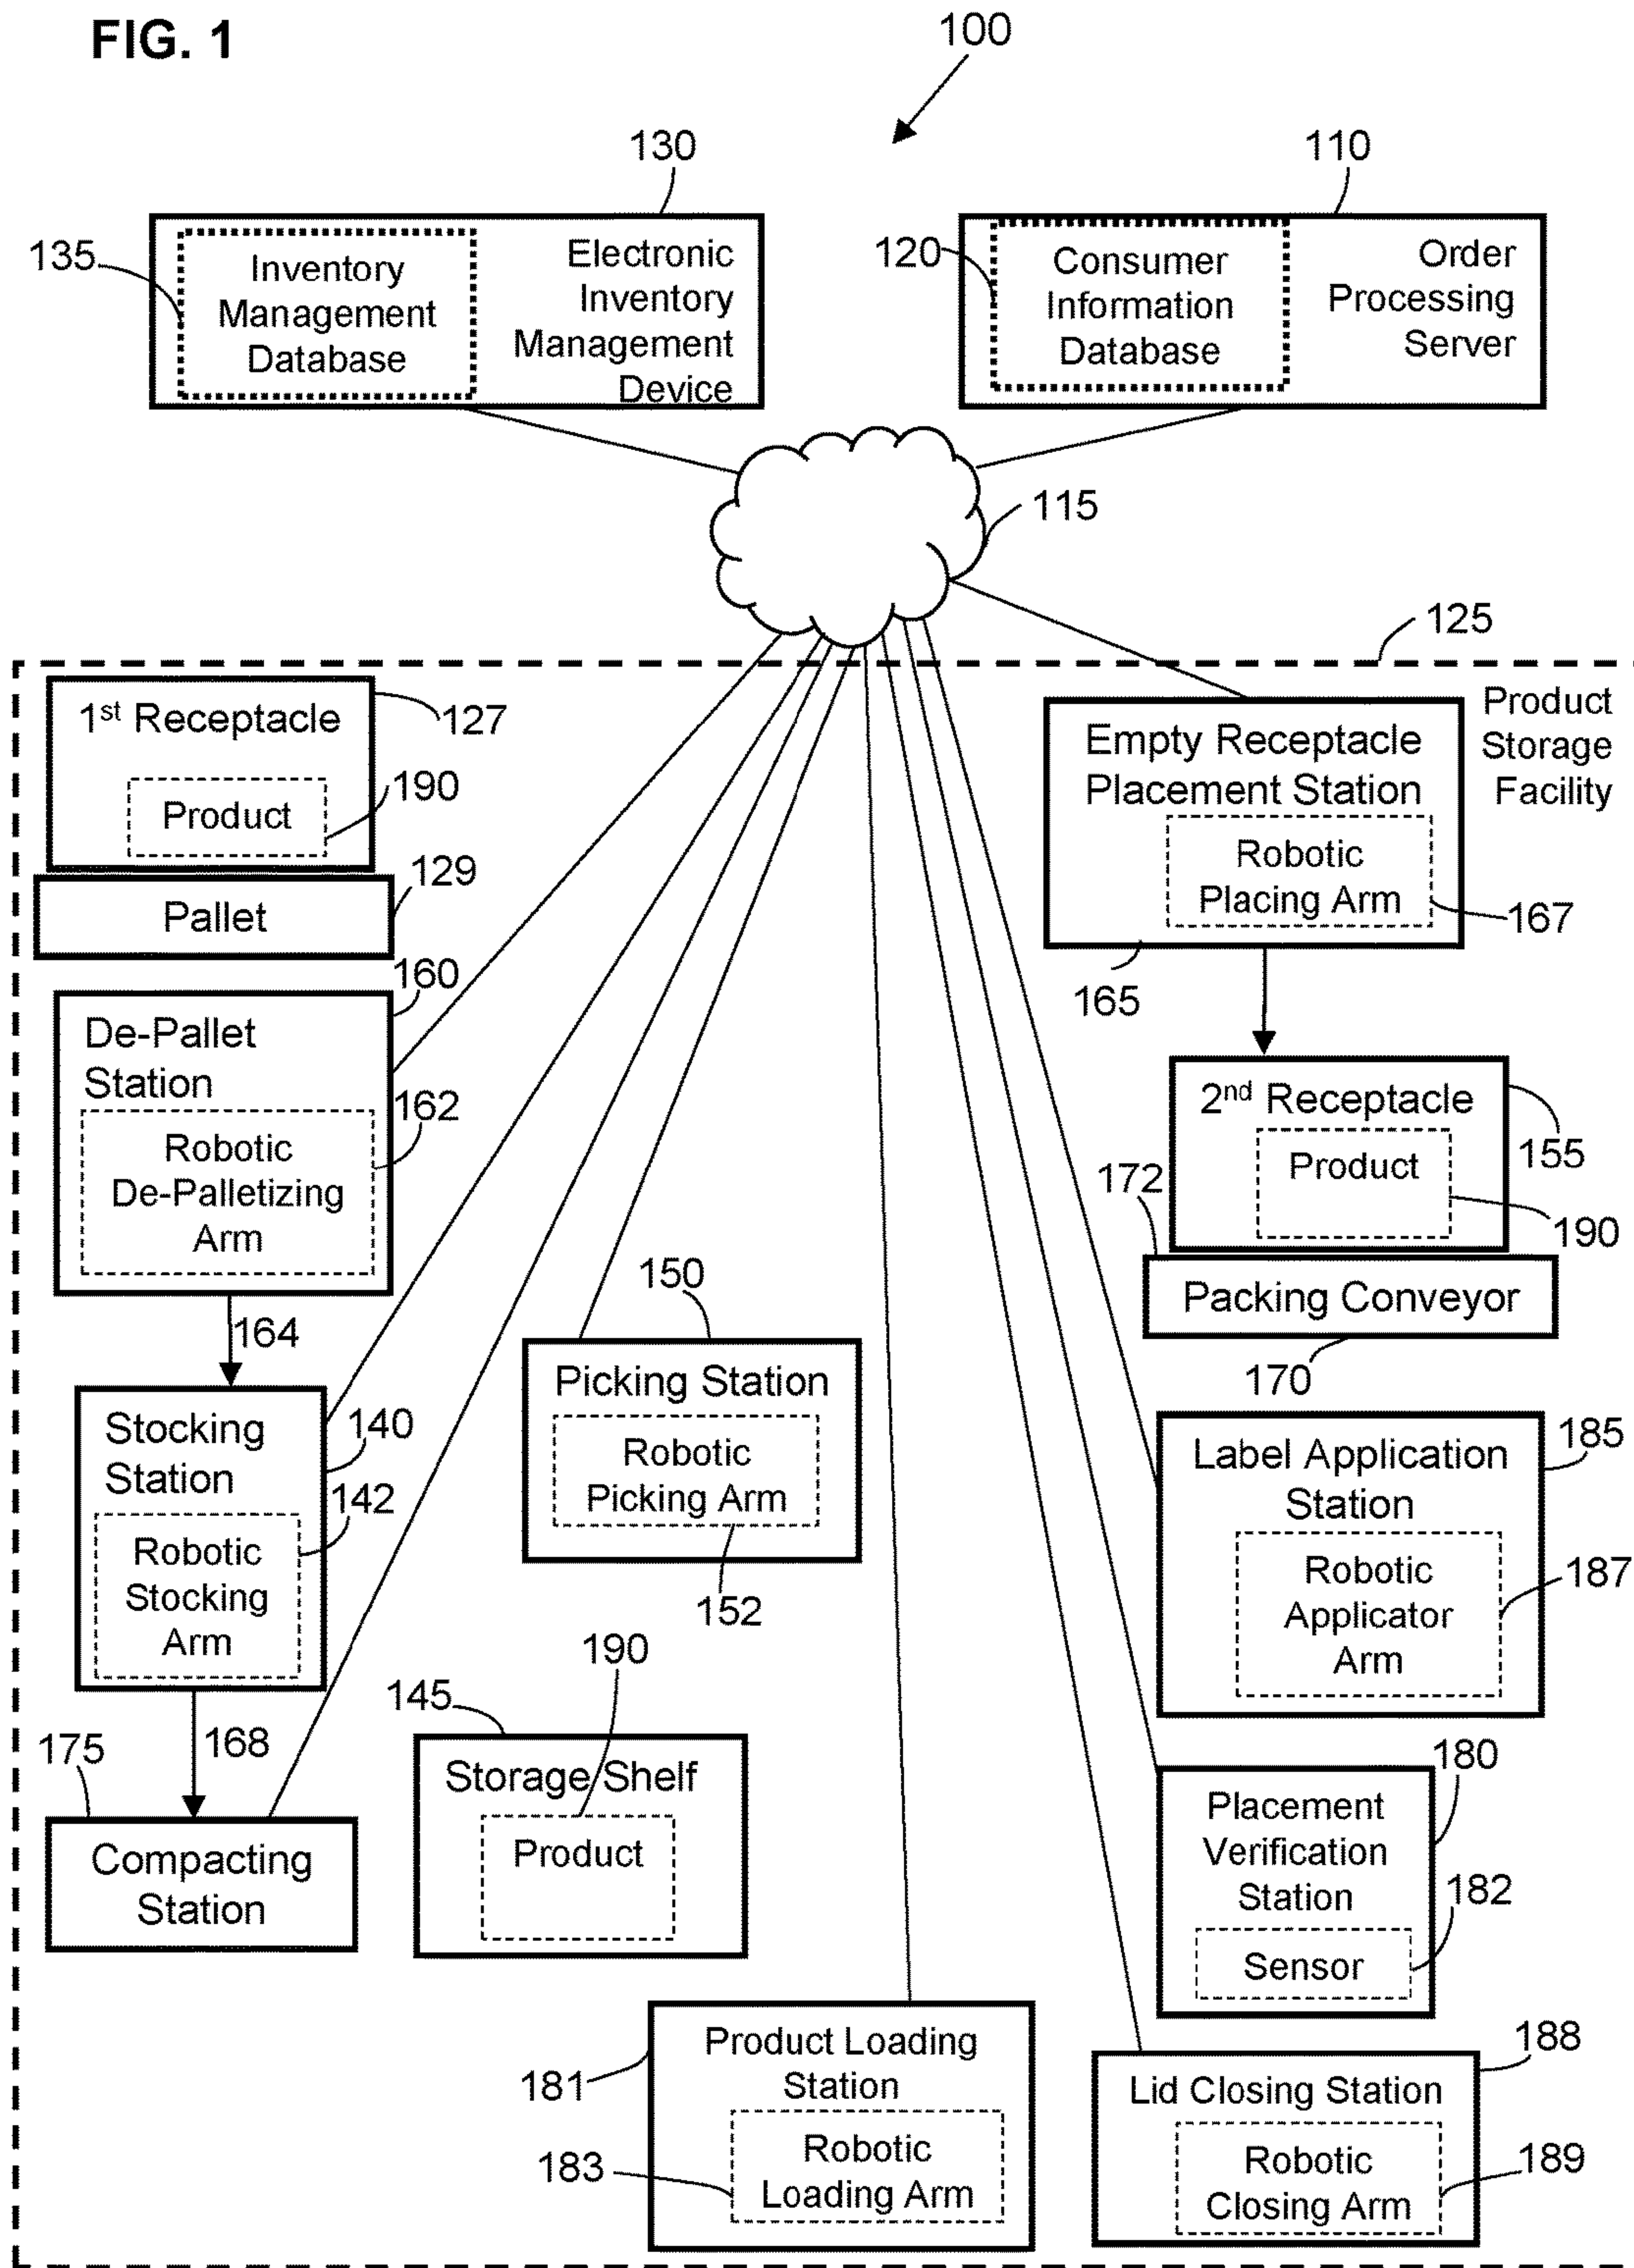 FIG. 1
100
130
110
135
Inventory
Management
Database
Electronic
Inventory
Management
Device
120
Consumer
Information
Database
Order
Processing
Server
115
125
1st Receptacle
127
Product
190
Pallet
129
Product
Storage
Facility
Empty Receptacle
Placement Station
Robotic
Placing Arm
167
165
160
De-Pallet
Station
162
Robotic
De-Palletizing
Arm
164
2nd Receptacle
155
Product
190
172
Packing Conveyor
170
Stocking
Station
140
142
Robotic
Stocking
Arm
168
150
Picking Station
Robotic
Picking Arm
152
185
Label Application
Station
Robotic
Applicator
Arm
187
175
Compacting
Station
145
190
Storage Shelf
Product
180
Placement
Verification
Station
182
Sensor
181
Product Loading
Station
183
Robotic
Loading Arm
188
Lid Closing Station
Robotic
Closing Arm
189